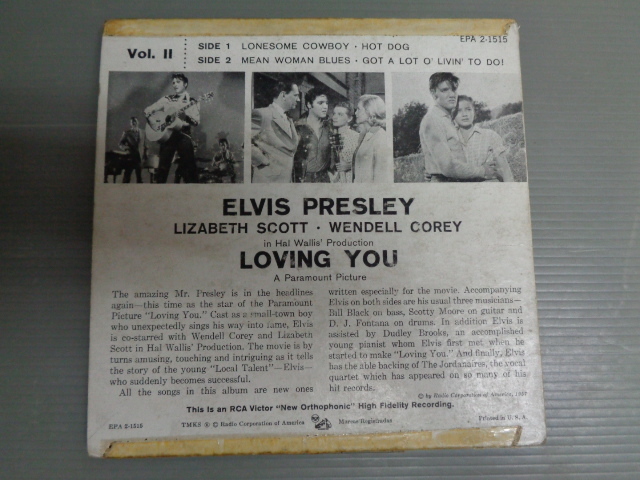 EPA 2-1515
Vol. II
SIDE 1 LONESOME COWBOY · HOT DOG
SIDE 2 MEAN WOMAN BLUES · GOT A LOT O' LIVIN' TO DO!
ELVIS PRESLEY
LIZABETH SCOTT · WENDELL COREY
in Hal Wallis' Production
LOVING YOU
A Paramount Picture
The amazing Mr. Presley is in the headlines
again—this time as the star of the Paramount
Picture "Loving You." Cast as a small-town boy
who unexpectedly sings his way into fame, Elvis
is co-starred with Wendell Corey and Lizabeth
Scott in Hal Wallis' Production. The movie is by
turns amusing, touching and intriguing as it tells
the story of the young "Local Talent"—Elvis—
who suddenly becomes successful.
All the songs in this album are new ones
written especially for the movie. Accompanying
Elvis on both sides are his usual three musicians—
Bill Black on bass, Scotty Moore on guitar and
D. J. Fontana on drums. In addition Elvis is
assisted by Dudley Brooks, an accomplished
young pianist whom Elvis first met when he
started to make "Loving You." And finally, Elvis
has the able backing of The Jordanaires, the vocal
quartet which has appeared on so many of his
hit records.
© by Radio Corporation of America, 1957
This is an RCA Victor "New Orthophonic" High Fidelity Recording.
EPA 2-1515
TMKS ® © Radio Corporation of America
Marcas Registradas
Printed in U. S. A.